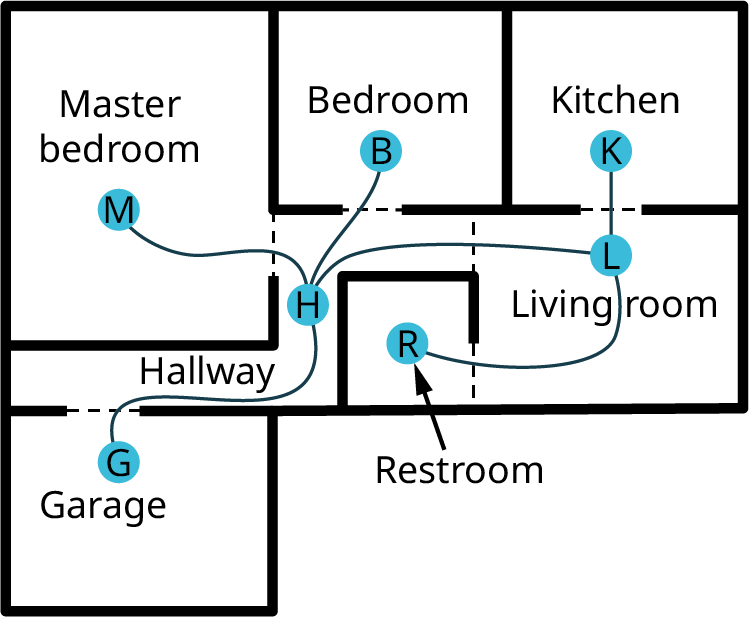 Master
bedroom
M
Bedroom
B
Kitchen
K
H
L
Living room
R
Hallway
G
Garage
Restroom